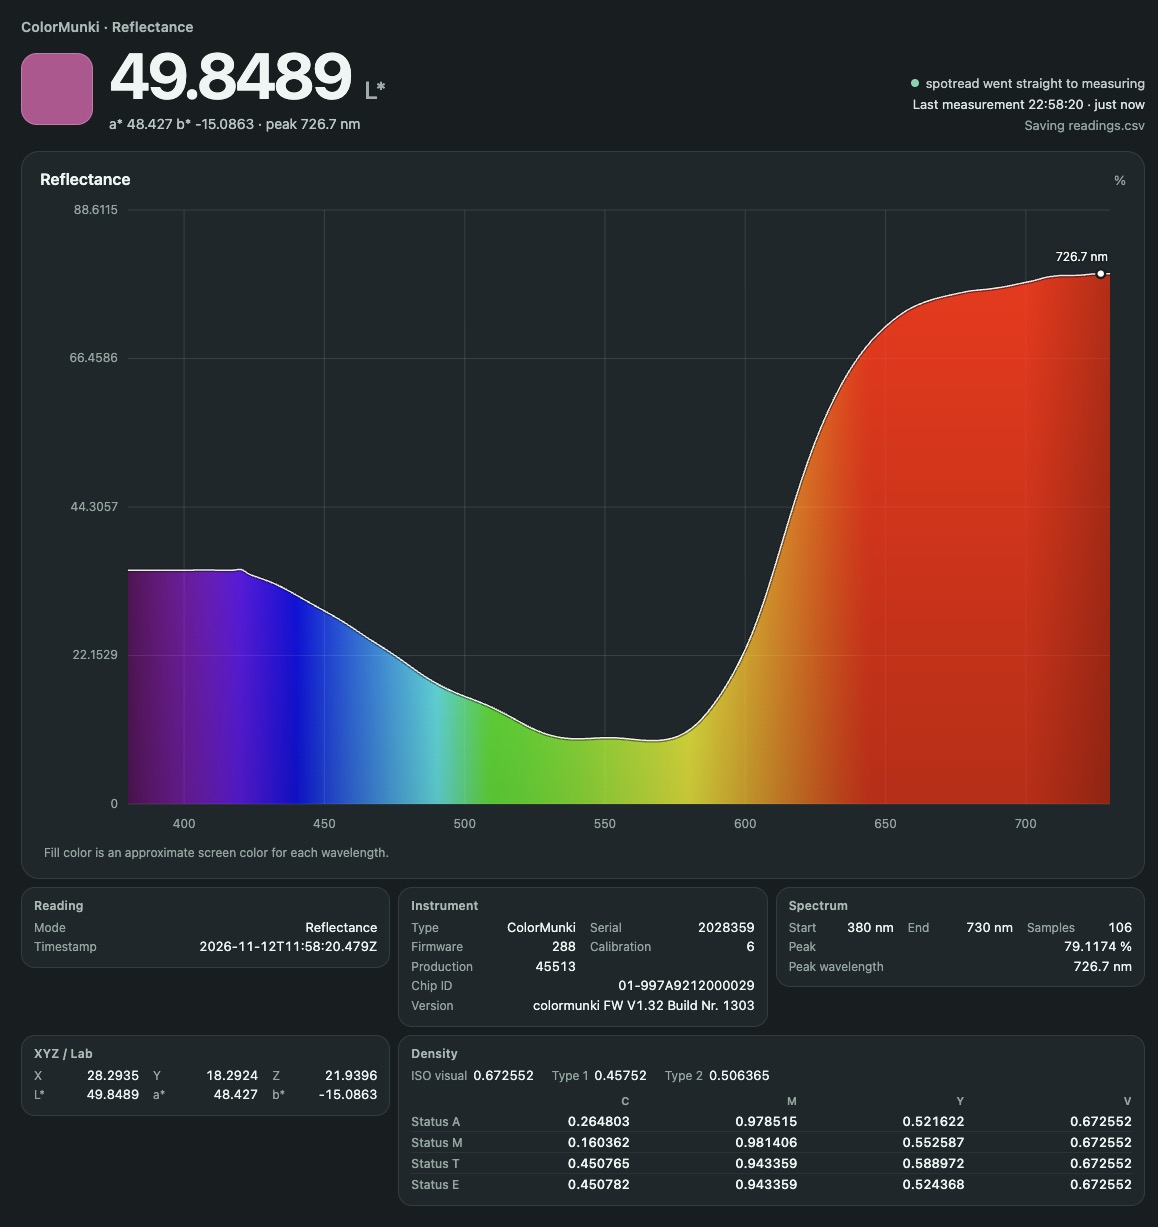 ColorMunki · Reflectance
49.8489 L*
a* 48.427 b* -15.0863 · peak 726.7 nm
spotread went straight to measuring
Last measurement 22:58:20 · just now
Saving readings.csv
Reflectance
%
88.6115
726.7 nm
66.4586
44.3057
22.1529
0
400 450 500 550 600 650 700
Fill color is an approximate screen color for each wavelength.
Reading
Mode Reflectance
Timestamp 2026-11-12T11:58:20.479Z
Instrument
Type ColorMunki Serial 2028359
Firmware 288 Calibration 6
Production 45513
Chip ID 01-997A9212000029
Version colormunki FW V1.32 Build Nr. 1303
Spectrum
Start 380 nm End 730 nm Samples 106
Peak 79.1174 %
Peak wavelength 726.7 nm
XYZ / Lab
X 28.2935 Y 18.2924 Z 21.9396
L* 49.8489 a* 48.427 b* -15.0863
Density
ISO visual 0.672552 Type 1 0.45752 Type 2 0.506365
C M Y V
Status A 0.264803 0.978515 0.521622 0.672552
Status M 0.160362 0.981406 0.552587 0.672552
Status T 0.450765 0.943359 0.588972 0.672552
Status E 0.450782 0.943359 0.524368 0.672552